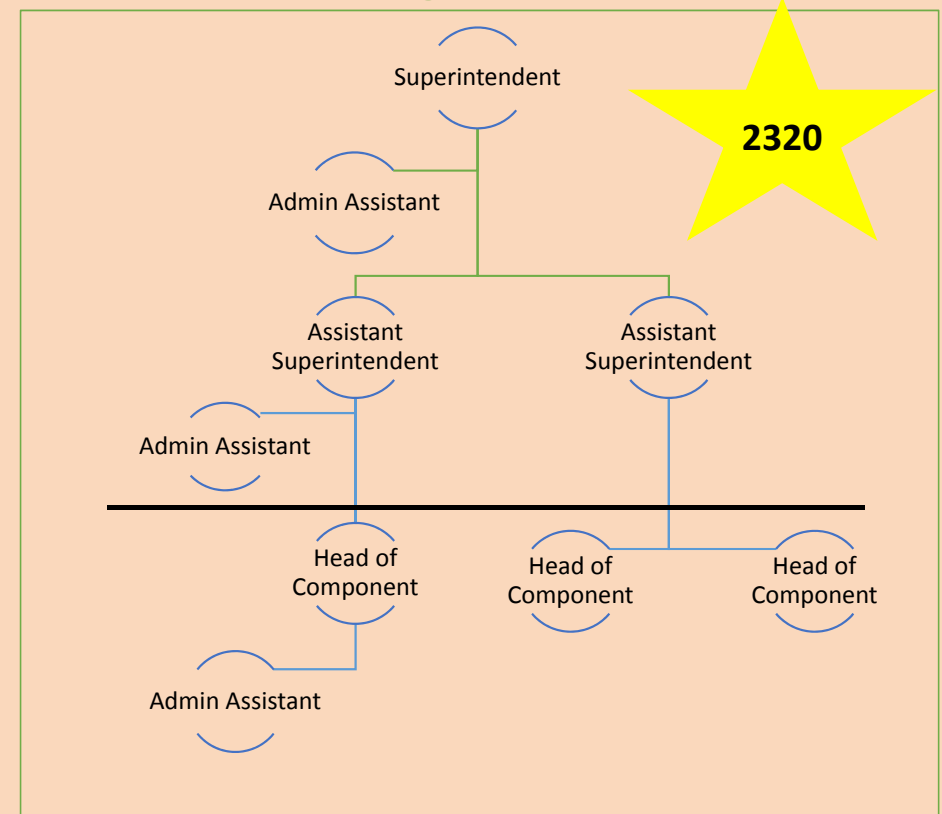 Superintendent
2320
Admin Assistant
Assistant
Superintendent
Assistant
Superintendent
Admin Assistant
Head of
Component
Head of
Component
Head of
Component
Admin Assistant